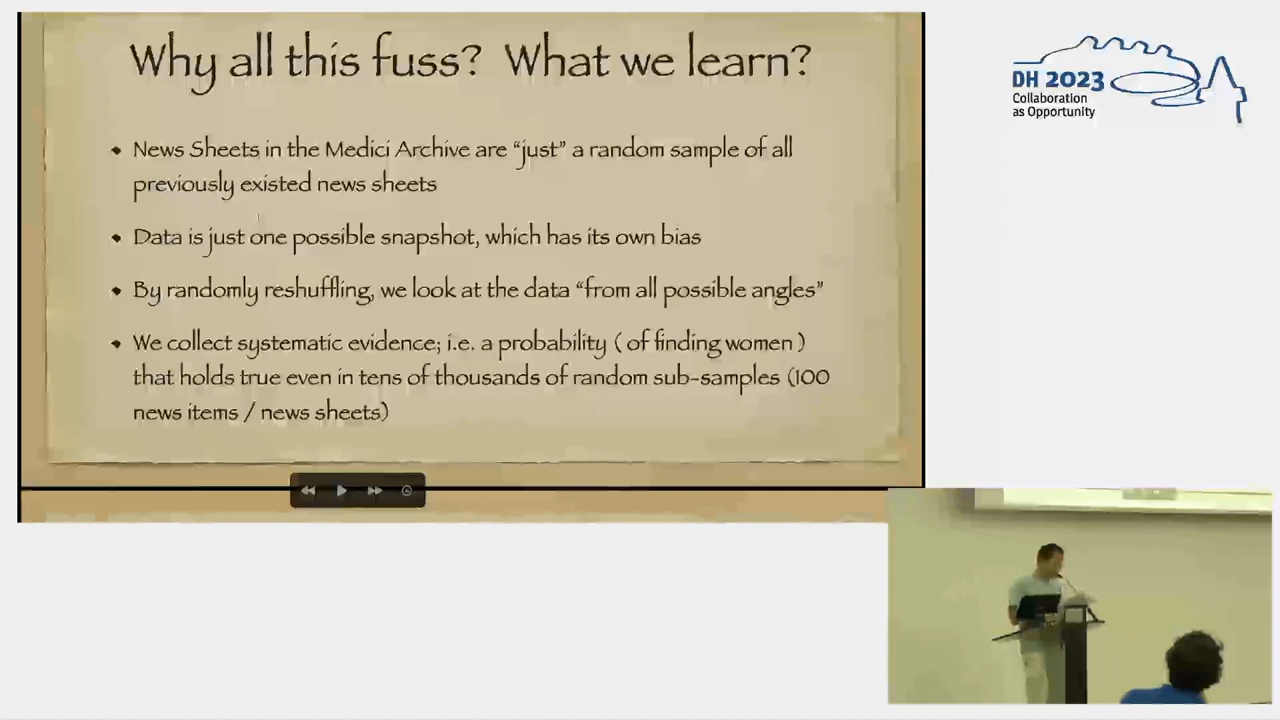 Why all this fuss? What we learn?
• News Sheets in the Medici Archive are “just” a random sample of all
previously existed news sheets
• Data is just one possible snapshot, which has its own bias
• By randomly reshuffling, we look at the data “from all possible angles”
• We collect systematic evidence; i.e. a probability ( of finding women )
that holds true even in tens of thousands of random sub-samples (100
news items / news sheets)
DH 2023
Collaboration
as Opportunity